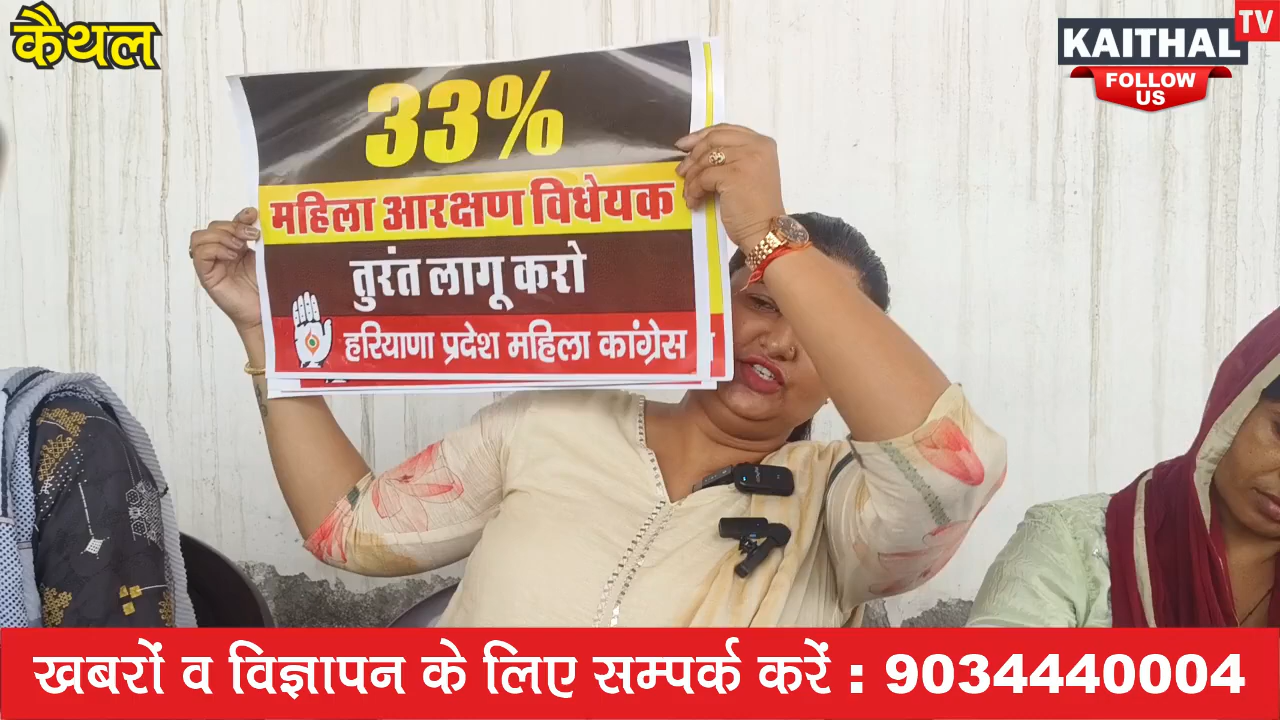 कैथल
KAITHAL TV
FOLLOW
US
33%
महिला आरक्षण विधेयक
तुरंत लागू करो
हरियाणा प्रदेश महिला कांग्रेस
खबरों व विज्ञापन के लिए सम्पर्क करें : 9034440004